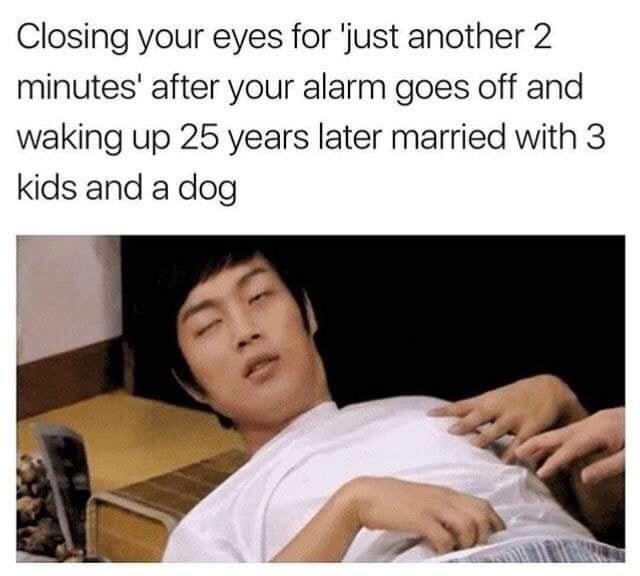 Closing your eyes for 'just another 2
minutes' after your alarm goes off and
waking up 25 years later married with 3
kids and a dog